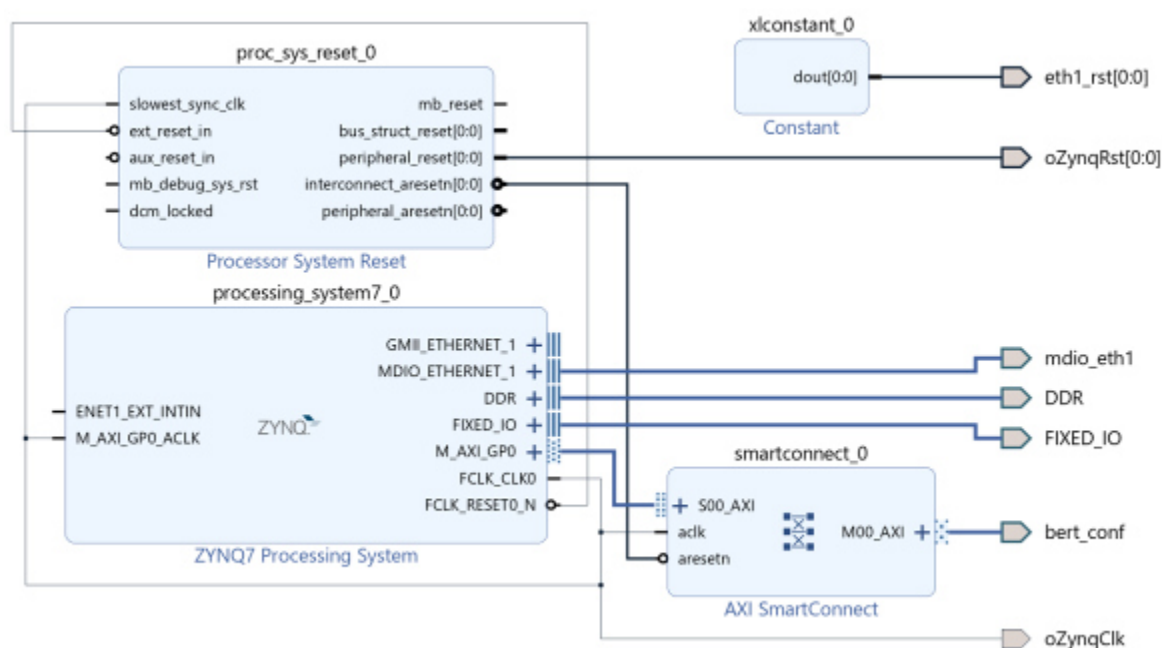 xlconstant_0
dout[0:0]
Constant
eth1_rst[0:0]
proc_sys_reset_0
slowest_sync_clk
ext_reset_in
aux_reset_in
mb_debug_sys_rst
dcm_locked
mb_reset
bus_struct_reset[0:0]
peripheral_reset[0:0]
interconnect_aresetn[0:0]
peripheral_aresetn[0:0]
Processor System Reset
oZynqRst[0:0]
processing_system7_0
ENET1_EXT_INTIN
M_AXI_GP0_ACLK
ZYNQ
GMII_ETHERNET_1
MDIO_ETHERNET_1
DDR
FIXED_IO
M_AXI_GP0
FCLK_CLK0
FCLK_RESET0_N
ZYNQ7 Processing System
mdio_eth1
DDR
FIXED_IO
smartconnect_0
S00_AXI
aclk
aresetn
M00_AXI
AXI SmartConnect
bert_conf
oZynqClk